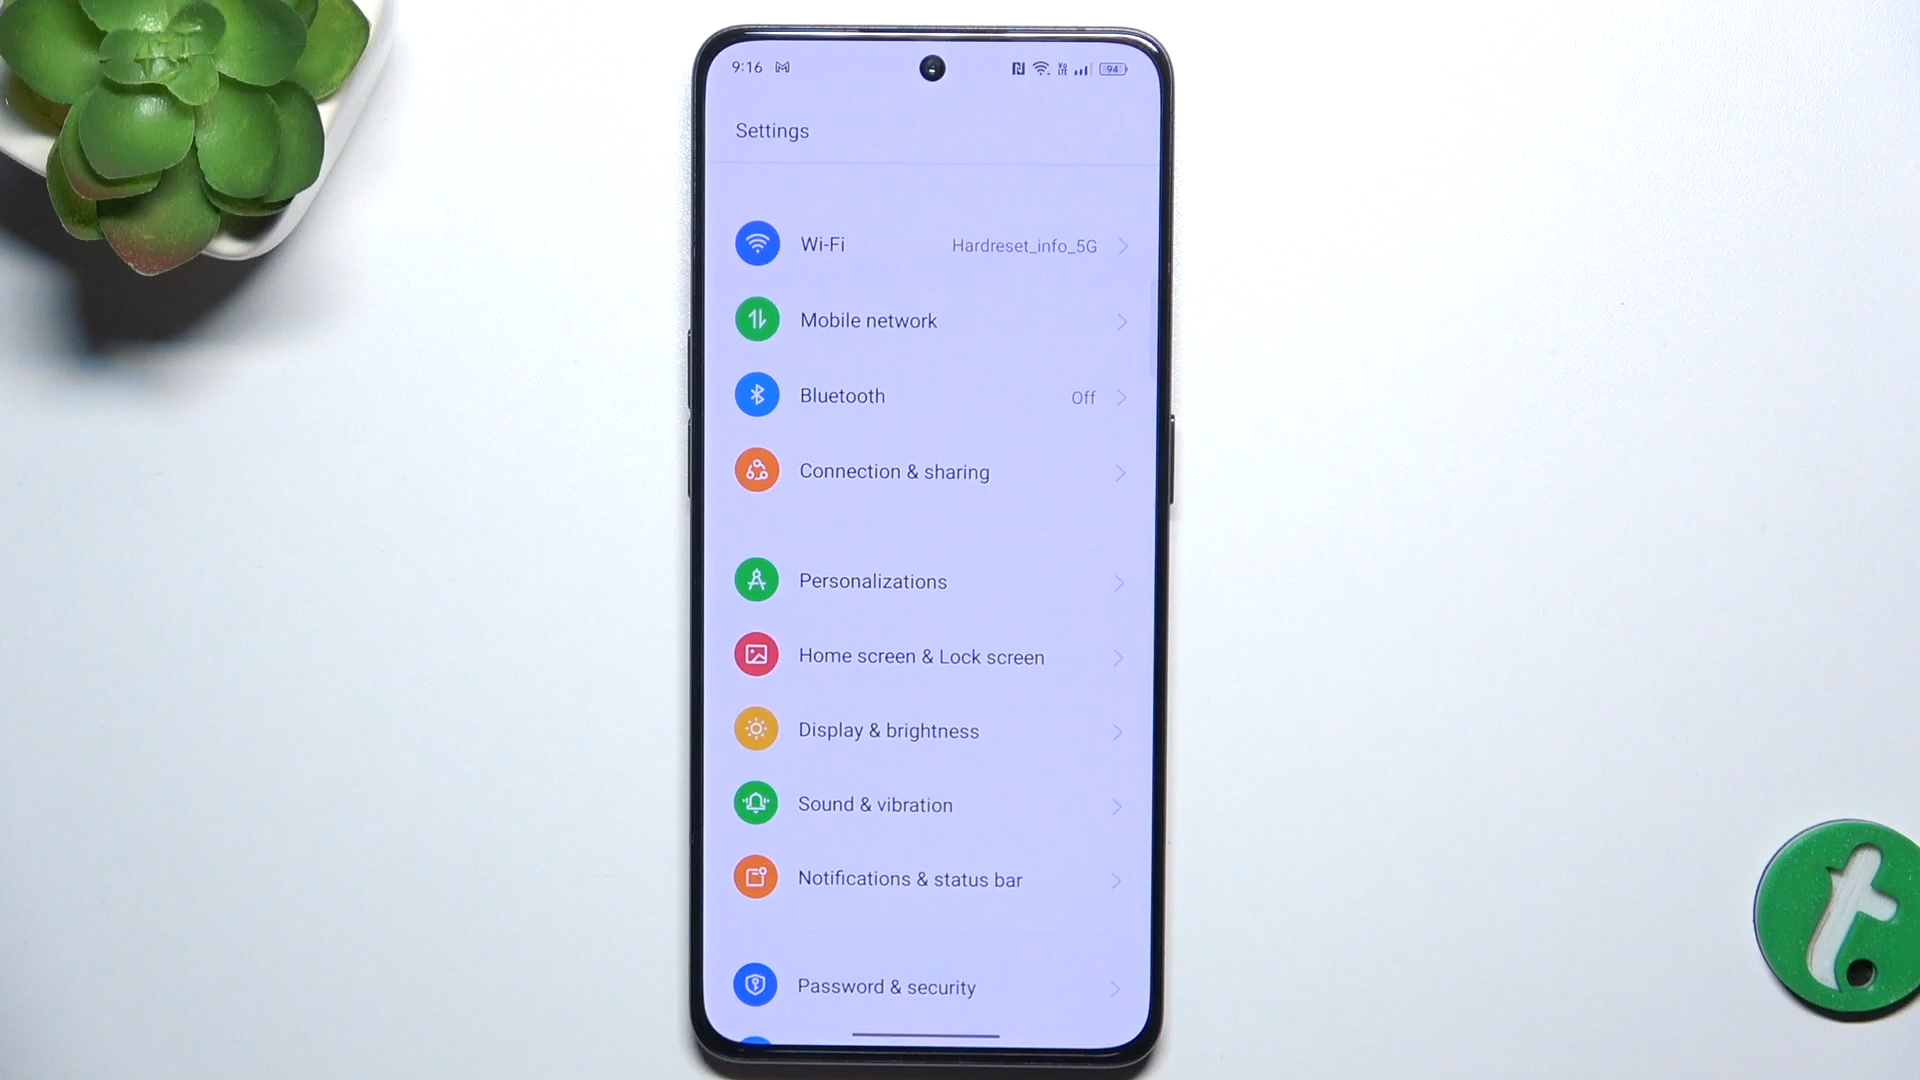 9:16
94
Settings
Wi-Fi Hardreset_info_5G
Mobile network
Bluetooth Off
Connection & sharing
Personalizations
Home screen & Lock screen
Display & brightness
Sound & vibration
Notifications & status bar
Password & security
t